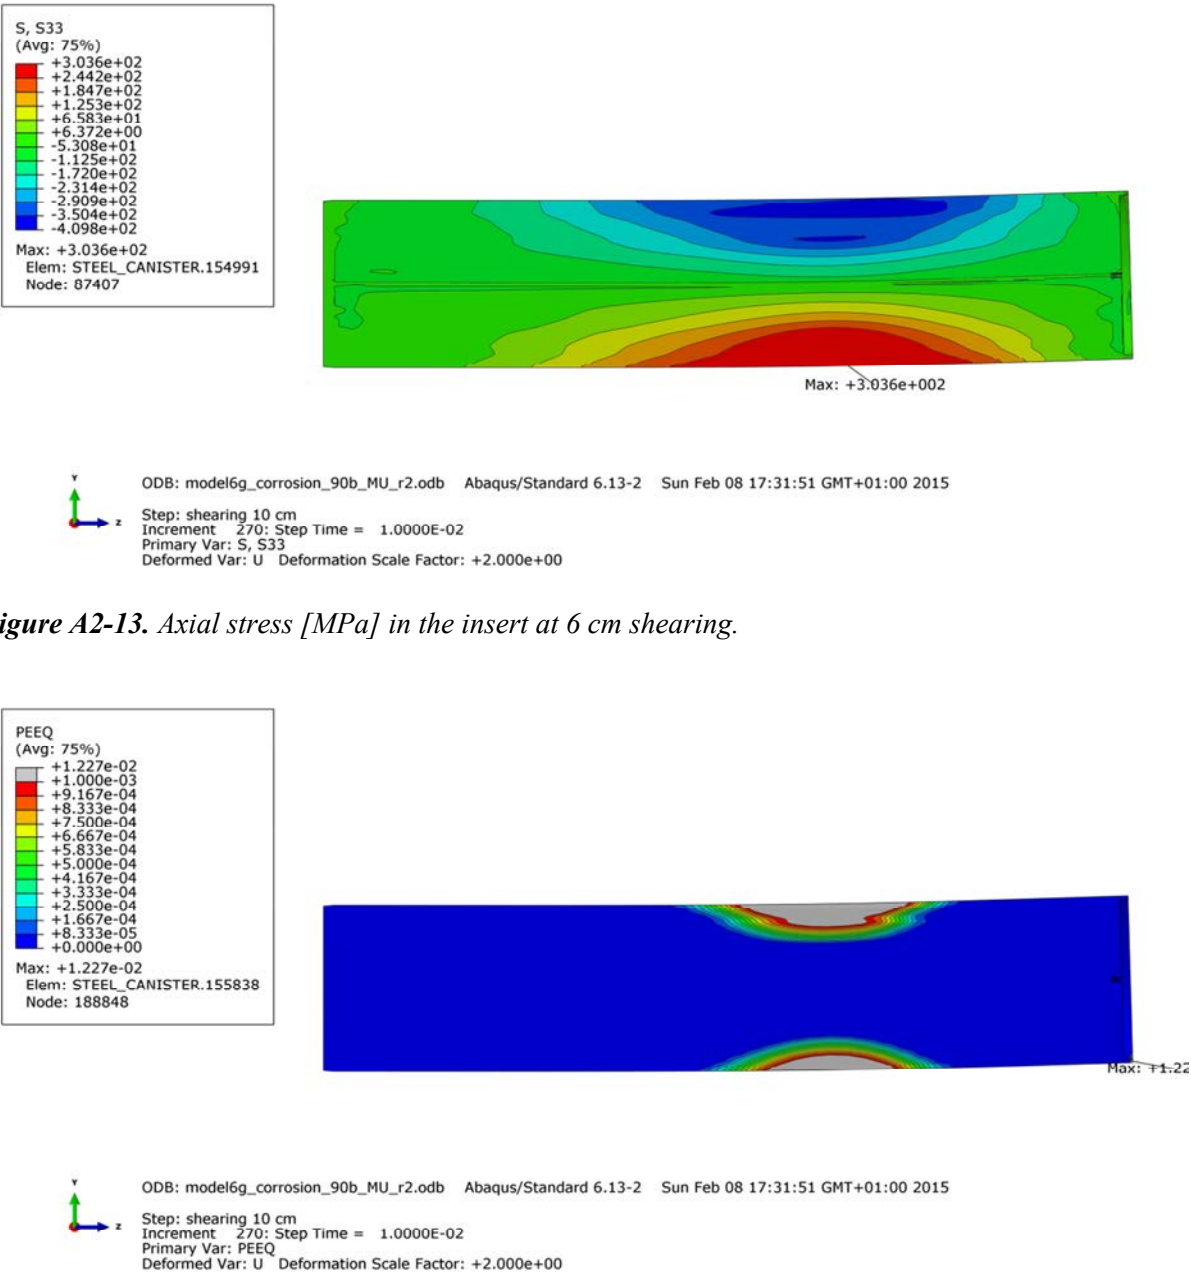 S, S33
(Avg: 75%)
+3.036e+02
+2.442e+02
+1.847e+02
+1.253e+02
+6.583e+01
+6.372e+00
-5.308e+01
-1.125e+02
-1.720e+02
-2.314e+02
-2.909e+02
-3.504e+02
-4.098e+02
Max: +3.036e+02
Elem: STEEL_CANISTER.154991
Node: 87407
Max: +3.036e+002
Y
Z
ODB: model6g_corrosion_90b_MU_r2.odb Abaqus/Standard 6.13-2 Sun Feb 08 17:31:51 GMT+01:00 2015
Step: shearing 10 cm
Increment 270: Step Time = 1.0000E-02
Primary Var: S, S33
Deformed Var: U Deformation Scale Factor: +2.000e+00
igure A2-13. Axial stress [MPa] in the insert at 6 cm shearing.
PEEQ
(Avg: 75%)
+1.227e-02
+1.000e-03
+9.167e-04
+8.333e-04
+7.500e-04
+6.667e-04
+5.833e-04
+5.000e-04
+4.167e-04
+3.333e-04
+2.500e-04
+1.667e-04
+8.333e-05
+0.000e+00
Max: +1.227e-02
Elem: STEEL_CANISTER.155838
Node: 188848
Max: +1.22
Y
Z
ODB: model6g_corrosion_90b_MU_r2.odb Abaqus/Standard 6.13-2 Sun Feb 08 17:31:51 GMT+01:00 2015
Step: shearing 10 cm
Increment 270: Step Time = 1.0000E-02
Primary Var: PEEQ
Deformed Var: U Deformation Scale Factor: +2.000e+00